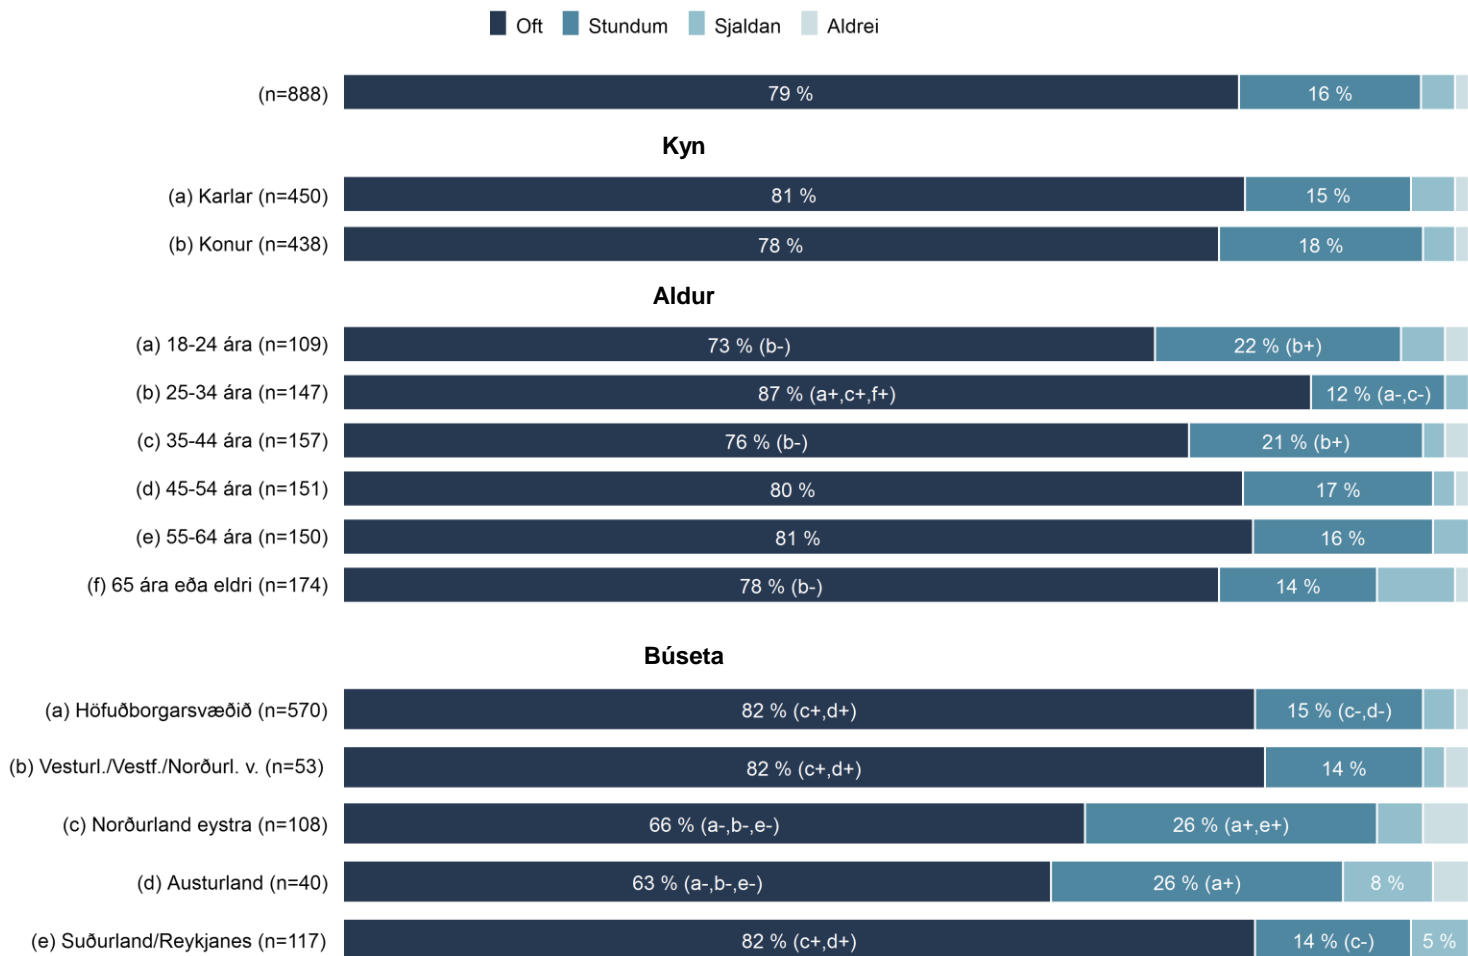 Oft Stundum Sjaldan Aldrei
(n=888) 79 % 16 %
Kyn
(a) Karlar (n=450) 81 % 15 %
(b) Konur (n=438) 78 % 18 %
Aldur
(a) 18-24 ára (n=109) 73 % (b-) 22 % (b+)
(b) 25-34 ára (n=147) 87 % (a+,c+,f+) 12 % (a-,c-)
(c) 35-44 ára (n=157) 76 % (b-) 21 % (b+)
(d) 45-54 ára (n=151) 80 % 17 %
(e) 55-64 ára (n=150) 81 % 16 %
(f) 65 ára eða eldri (n=174) 78 % (b-) 14 %
Búseta
(a) Höfuðborgarsvæðið (n=570) 82 % (c+,d+) 15 % (c-,d-)
(b) Vesturl./Vestf./Norðurl. v. (n=53) 82 % (c+,d+) 14 %
(c) Norðurland eystra (n=108) 66 % (a-,b-,e-) 26 % (a+,e+)
(d) Austurland (n=40) 63 % (a-,b-,e-) 26 % (a+) 8 %
(e) Suðurland/Reykjanes (n=117) 82 % (c+,d+) 14 % (c-) 5 %